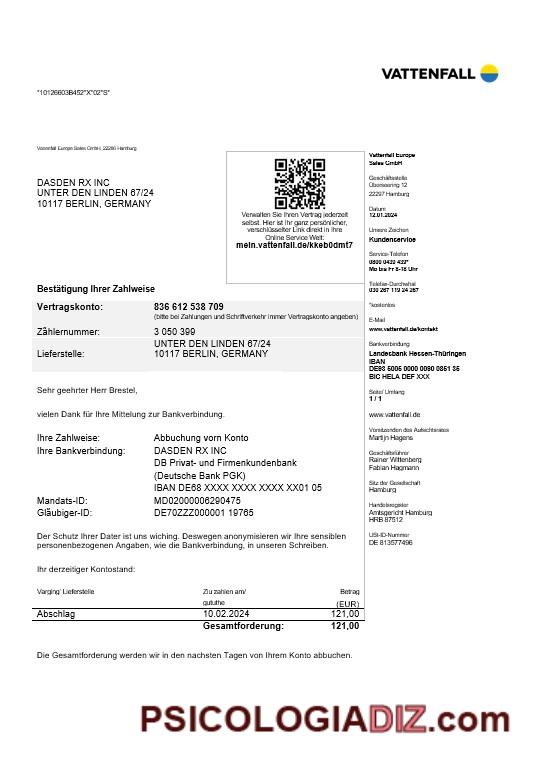 VATTENFALL
*10126603B452*X*02*S*
Vattenfall Europe Sales GmbH, 22286 Hamburg
DASDEN RX INC
UNTER DEN LINDEN 67/24
10117 BERLIN, GERMANY
Verwalten Sie Ihren Vertrag jederzeit
selbst. Hier ist Ihr ganz persönlicher,
verschlüsselter Link direkt in Ihre
Online Service Welt:
mein.vattenfall.de/kkeb0dmt7
Vattenfall Europe
Sales GmbH
Geschäftsstelle
Überseering 12
22297 Hamburg
Datum
12.01.2024
Unsere Zeichen
Kundenservice
Service-Telefon
0800 0439 439*
Mo bis Fr 8-18 Uhr
Telefax-Durchwahl
030 267 119 24 267
*kostenlos
E-Mail
www.vattenfall.de/kontakt
Bankverbindung
Landesbank Hessen-Thüringen
IBAN
DE93 5005 0000 0090 0851 35
BIC HELA DEF XXX
Seite/ Umfang
1 / 1
www.vattenfall.de
Vorsitzenden des Aufsichtsrates
Martijn Hagens
Geschäftsführer
Rainer Wittenberg
Fabian Hagmann
Sitz der Gesellschaft
Hamburg
Handelsregister
Amtsgericht Hamburg
HRB 87512
USt-ID-Nummer
DE 813577496
Bestätigung Ihrer Zahlweise
Vertragskonto: 836 612 538 709
(bitte bei Zahlungen und Schriftverkehr immer Vertragskonto angeben)
Zählernummer: 3 050 399
UNTER DEN LINDEN 67/24
Lieferstelle: 10117 BERLIN, GERMANY
Sehr geehrter Herr Brestel,
vielen Dank für Ihre Mittelung zur Bankverbindung.
Ihre Zahlweise: Abbuchung vorn Konto
Ihre Bankverbindung: DASDEN RX INC
DB Privat- und Firmenkundenbank
(Deutsche Bank PGK)
IBAN DE68 XXXX XXXX XXXX XX01 05
Mandats-ID: MD02000006290475
Gläubiger-ID: DE70ZZZ000001 19765
Der Schutz Ihrer Datei ist uns wiching. Deswegen anonymisieren wir Ihre sensiblen
personenbezogenen Angaben, wie die Bankverbindung, in unseren Schreiben.
Ihr derzeitiger Kontostand:
Varging' Lieferstelle Ziu zahlen am/ Betrag
gututhe (EUR)
Abschlag 10.02.2024 121,00
Gesamtforderung: 121,00
Die Gesamtforderung werden wir in den nachsten Tagen von Ihrem Konto abbuchen.
PSICOLOGIADIZ.com